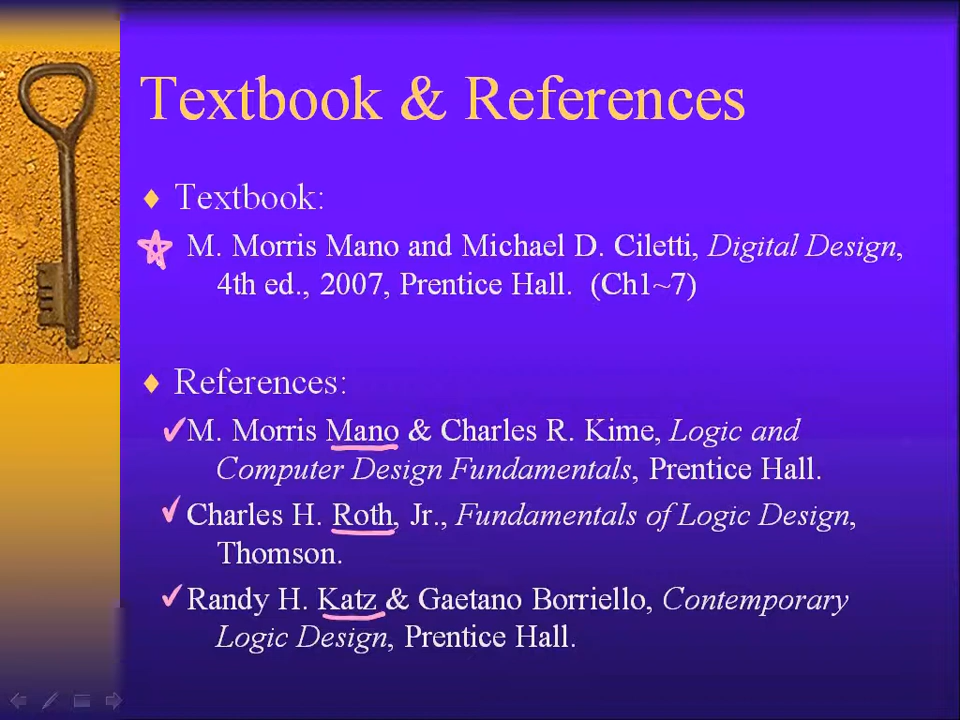 Textbook & References
Textbook:
M. Morris Mano and Michael D. Ciletti, Digital Design,
4th ed., 2007, Prentice Hall. (Ch1~7)
References:
M. Morris Mano & Charles R. Kime, Logic and
Computer Design Fundamentals, Prentice Hall.
Charles H. Roth, Jr., Fundamentals of Logic Design,
Thomson.
Randy H. Katz & Gaetano Borriello, Contemporary
Logic Design, Prentice Hall.